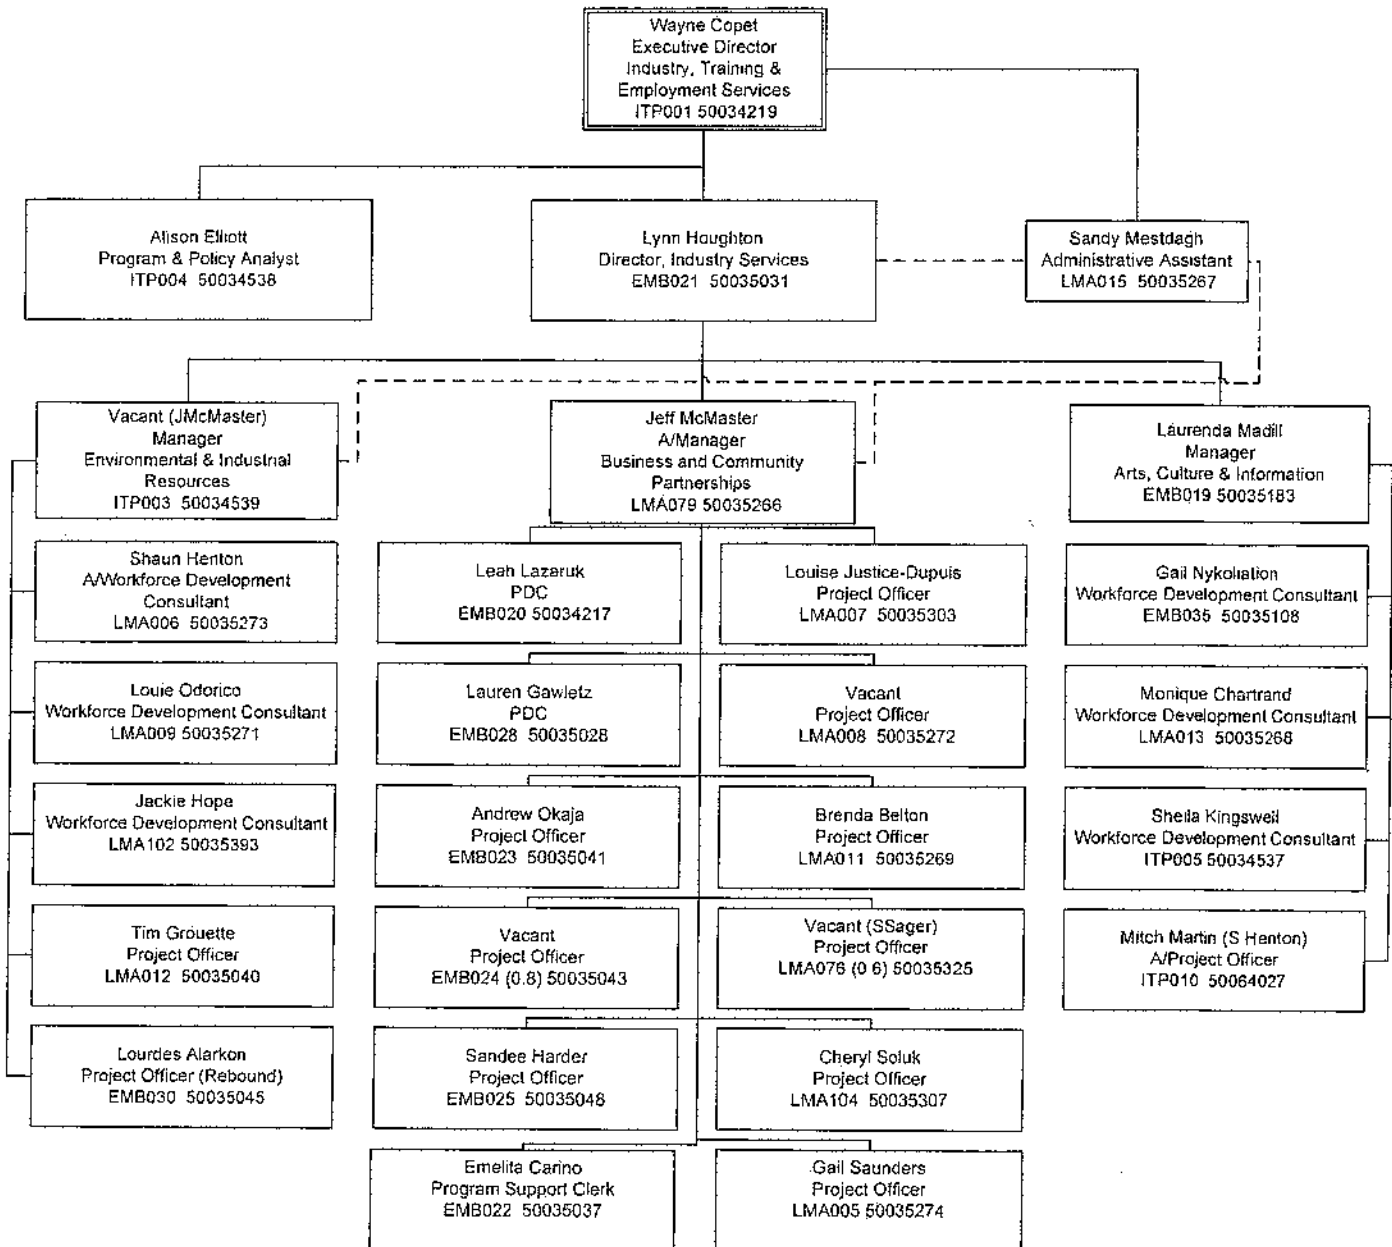 Wayne Copet
Executive Director
Industry, Training &
Employment Services
ITP001 50034219
Alison Elliott
Program & Policy Analyst
ITP004 50034538
Lynn Houghton
Director, Industry Services
EMB021 50035031
Sandy Mestdagh
Administrative Assistant
LMA015 50035267
Vacant (JMcMaster)
Manager
Environmental & Industrial
Resources
ITP003 50034539
Jeff McMaster
A/Manager
Business and Community
Partnerships
LMA079 50035266
Laurenda Madill
Manager
Arts, Culture & Information
EMB019 50035183
Shaun Henton
A/Workforce Development
Consultant
LMA006 50035273
Leah Lazaruk
PDC
EMB020 50034217
Louise Justice-Dupuis
Project Officer
LMA007 50035303
Gail Nykoliation
Workforce Development Consultant
EMB035 50035108
Louie Odorico
Workforce Development Consultant
LMA009 50035271
Lauren Gawletz
PDC
EMB028 50035028
Vacant
Project Officer
LMA008 50035272
Monique Chartrand
Workforce Development Consultant
LMA013 50035268
Jackie Hope
Workforce Development Consultant
LMA102 50035393
Andrew Okaja
Project Officer
EMB023 50035041
Brenda Belton
Project Officer
LMA011 50035269
Sheila Kingswell
Workforce Development Consultant
ITP005 50034537
Tim Grouette
Project Officer
LMA012 50035040
Vacant
Project Officer
EMB024 (0.8) 50035043
Vacant (SSager)
Project Officer
LMA076 (0 6) 50035325
Mitch Martin (S Henton)
A/Project Officer
ITP010 50064027
Lourdes Alarkon
Project Officer (Rebound)
EMB030 50035045
Sandee Harder
Project Officer
EMB025 50035048
Cheryl Soluk
Project Officer
LMA104 50035307
Emelita Carino
Program Support Clerk
EMB022 50035037
Gail Saunders
Project Officer
LMA005 50035274